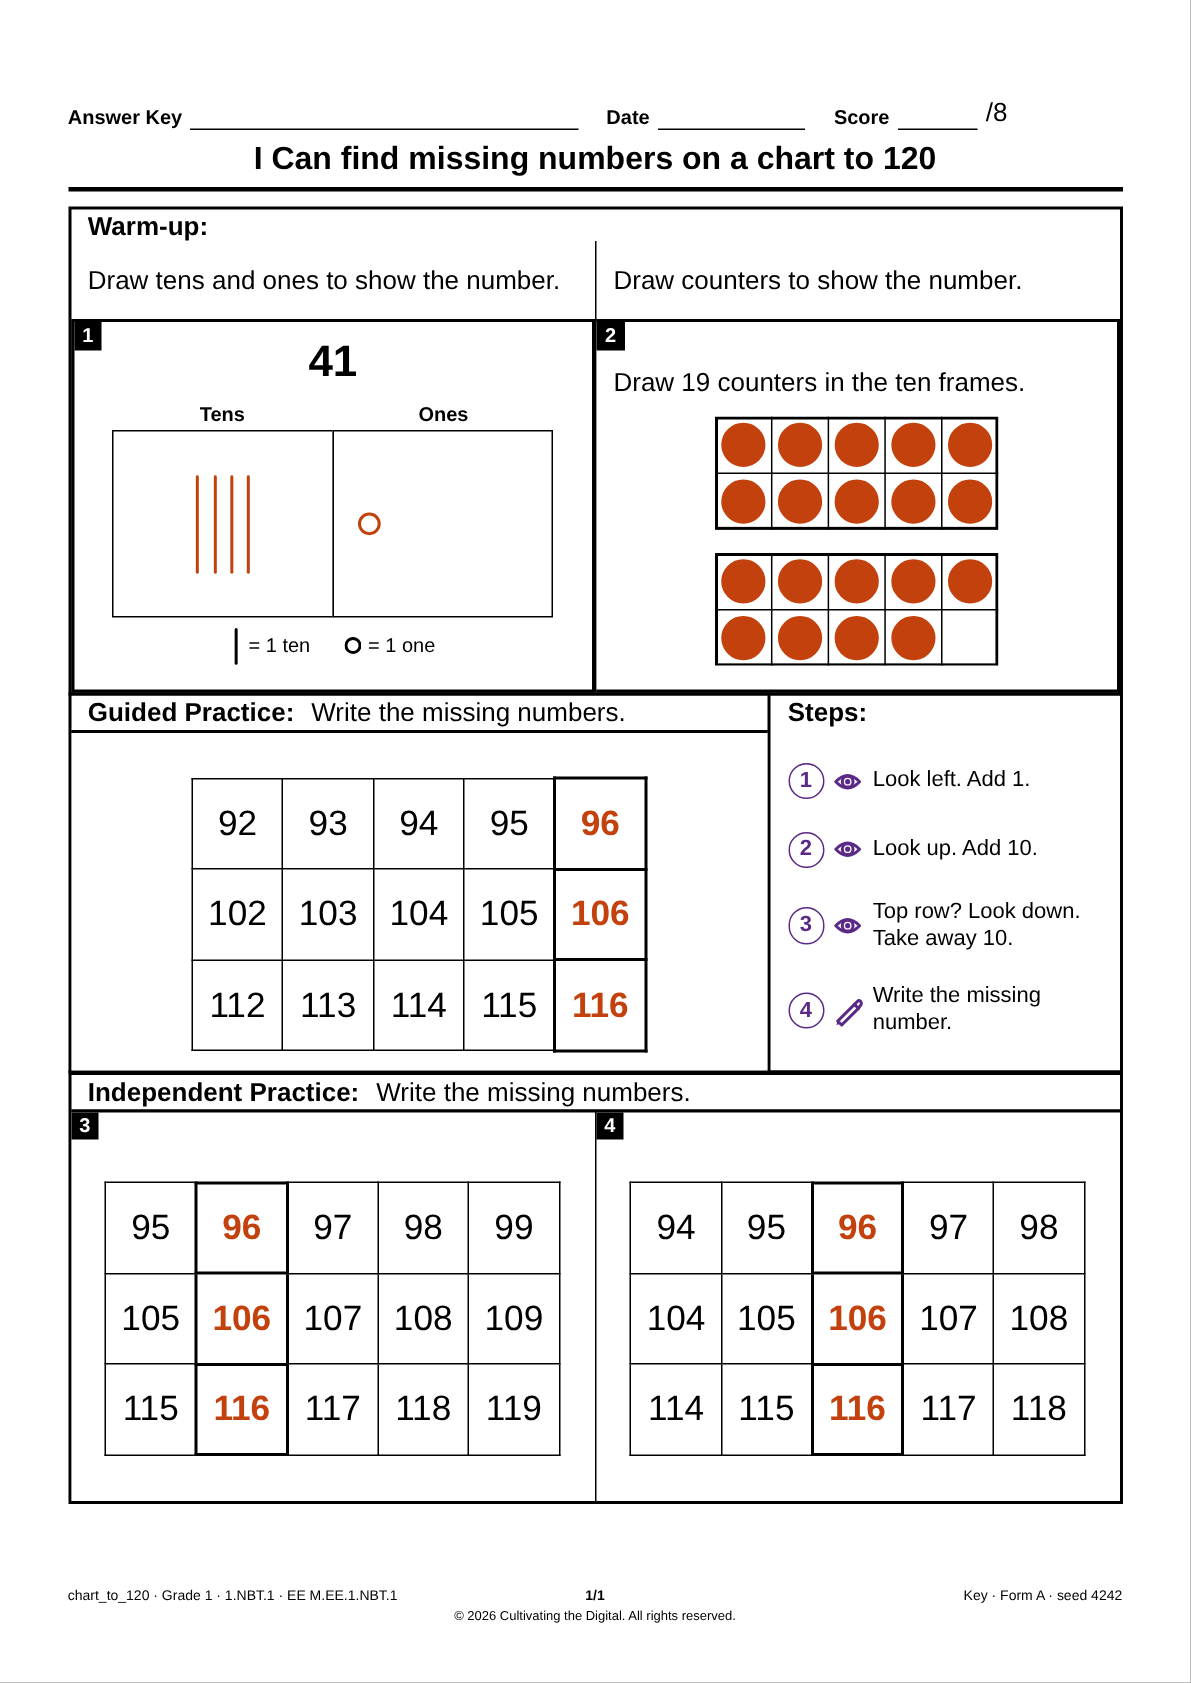 Answer Key Date Score /8
I Can find missing numbers on a chart to 120
Warm-up:
Draw tens and ones to show the number.
Draw counters to show the number.
1
41
Tens Ones
= 1 ten = 1 one
2
Draw 19 counters in the ten frames.
Guided Practice: Write the missing numbers.
92 93 94 95 96
102 103 104 105 106
112 113 114 115 116
Steps:
1 Look left. Add 1.
2 Look up. Add 10.
3 Top row? Look down.
Take away 10.
4 Write the missing
number.
Independent Practice: Write the missing numbers.
3
95 96 97 98 99
105 106 107 108 109
115 116 117 118 119
4
94 95 96 97 98
104 105 106 107 108
114 115 116 117 118
chart_to_120 · Grade 1 · 1.NBT.1 · EE M.EE.1.NBT.1 1/1 Key · Form A · seed 4242
© 2026 Cultivating the Digital. All rights reserved.